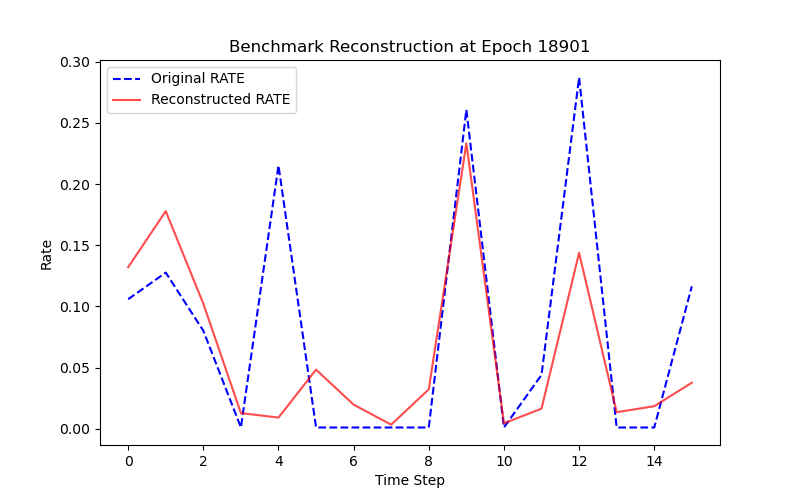 Benchmark Reconstruction at Epoch 18901
Original RATE
Reconstructed RATE
0.30
0.25
0.20
0.15
0.10
0.05
0.00
Rate
0 2 4 6 8 10 12 14
Time Step